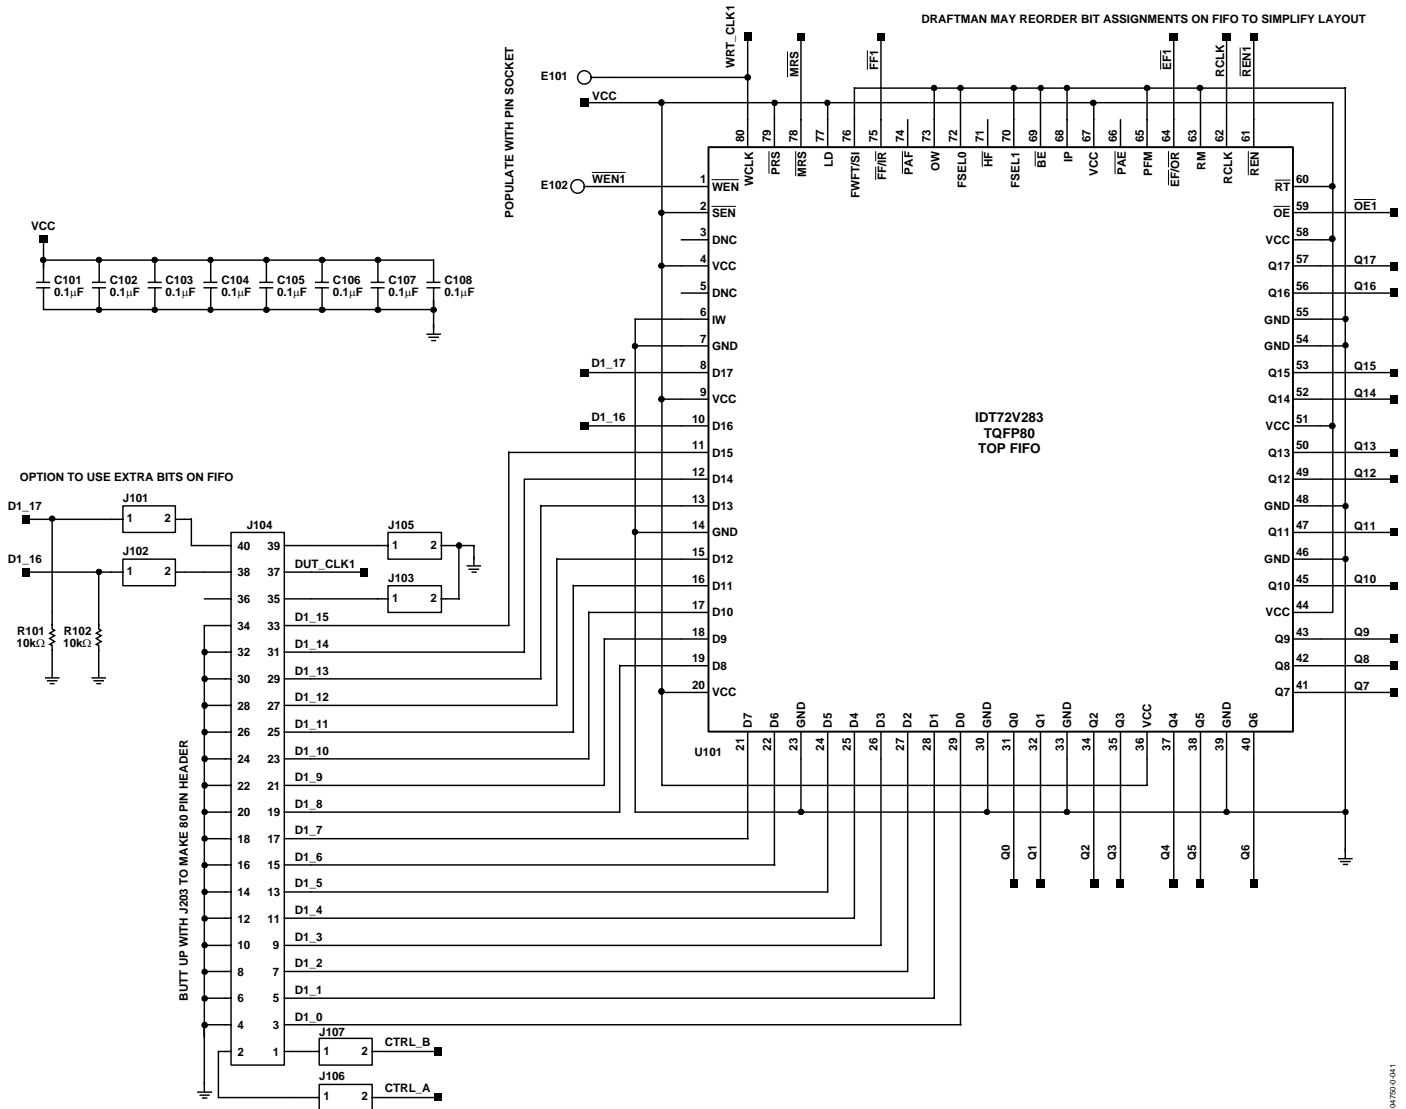 DRAFTMAN MAY REORDER BIT ASSIGNMENTS ON FIFO TO SIMPLIFY LAYOUT
POPULATE WITH PIN SOCKET
WRT_CLK1
MRS
FF1
EF1
RCLK
REN1
E101
VCC
E102
WEN1
80 79 78 77 76 75 74 73 72 71 70 69 68 67 66 65 64 63 62 61
WCLK PRS MRS LD FWFT/SI FF/IR PAF OW FSEL0 HF FSEL1 BE IP VCC PAE PFM EF/OR RM RCLK REN
1 WEN
2 SEN
3 DNC
4 VCC
5 DNC
6 IW
7 GND
D1_17 8 D17
9 VCC
D1_16 10 D16
11 D15
12 D14
13 D13
14 GND
15 D12
16 D11
17 D10
18 D9
19 D8
20 VCC
IDT72V283
TQFP80
TOP FIFO
RT 60
OE 59 OE1
VCC 58
Q17 57 Q17
Q16 56 Q16
GND 55
GND 54
Q15 53 Q15
Q14 52 Q14
VCC 51
Q13 50 Q13
Q12 49 Q12
GND 48
Q11 47 Q11
GND 46
Q10 45 Q10
VCC 44
Q9 43 Q9
Q8 42 Q8
Q7 41 Q7
D7 D6 GND D5 D4 D3 D2 D1 D0 GND Q0 Q1 GND Q2 Q3 VCC Q4 Q5 GND Q6
U101
21 22 23 24 25 26 27 28 29 30 31 32 33 34 35 36 37 38 39 40
Q0 Q1 Q2 Q3 Q4 Q5 Q6
VCC
C101 C102 C103 C104 C105 C106 C107 C108
0.1µF 0.1µF 0.1µF 0.1µF 0.1µF 0.1µF 0.1µF 0.1µF
OPTION TO USE EXTRA BITS ON FIFO
D1_17
J101
1 2
D1_16
J102
1 2
R101
10kΩ
R102
10kΩ
J104
J105
1 2
J103
1 2
40 39
38 37 DUT_CLK1
36 35
34 33 D1_15
32 31 D1_14
30 29 D1_13
28 27 D1_12
26 25 D1_11
24 23 D1_10
22 21 D1_9
20 19 D1_8
18 17 D1_7
16 15 D1_6
14 13 D1_5
12 11 D1_4
10 9 D1_3
8 7 D1_2
6 5 D1_1
4 3 D1_0
2 1
BUTT UP WITH J203 TO MAKE 80 PIN HEADER
J107
1 2 CTRL_B
J106
1 2 CTRL_A
04750-0-041